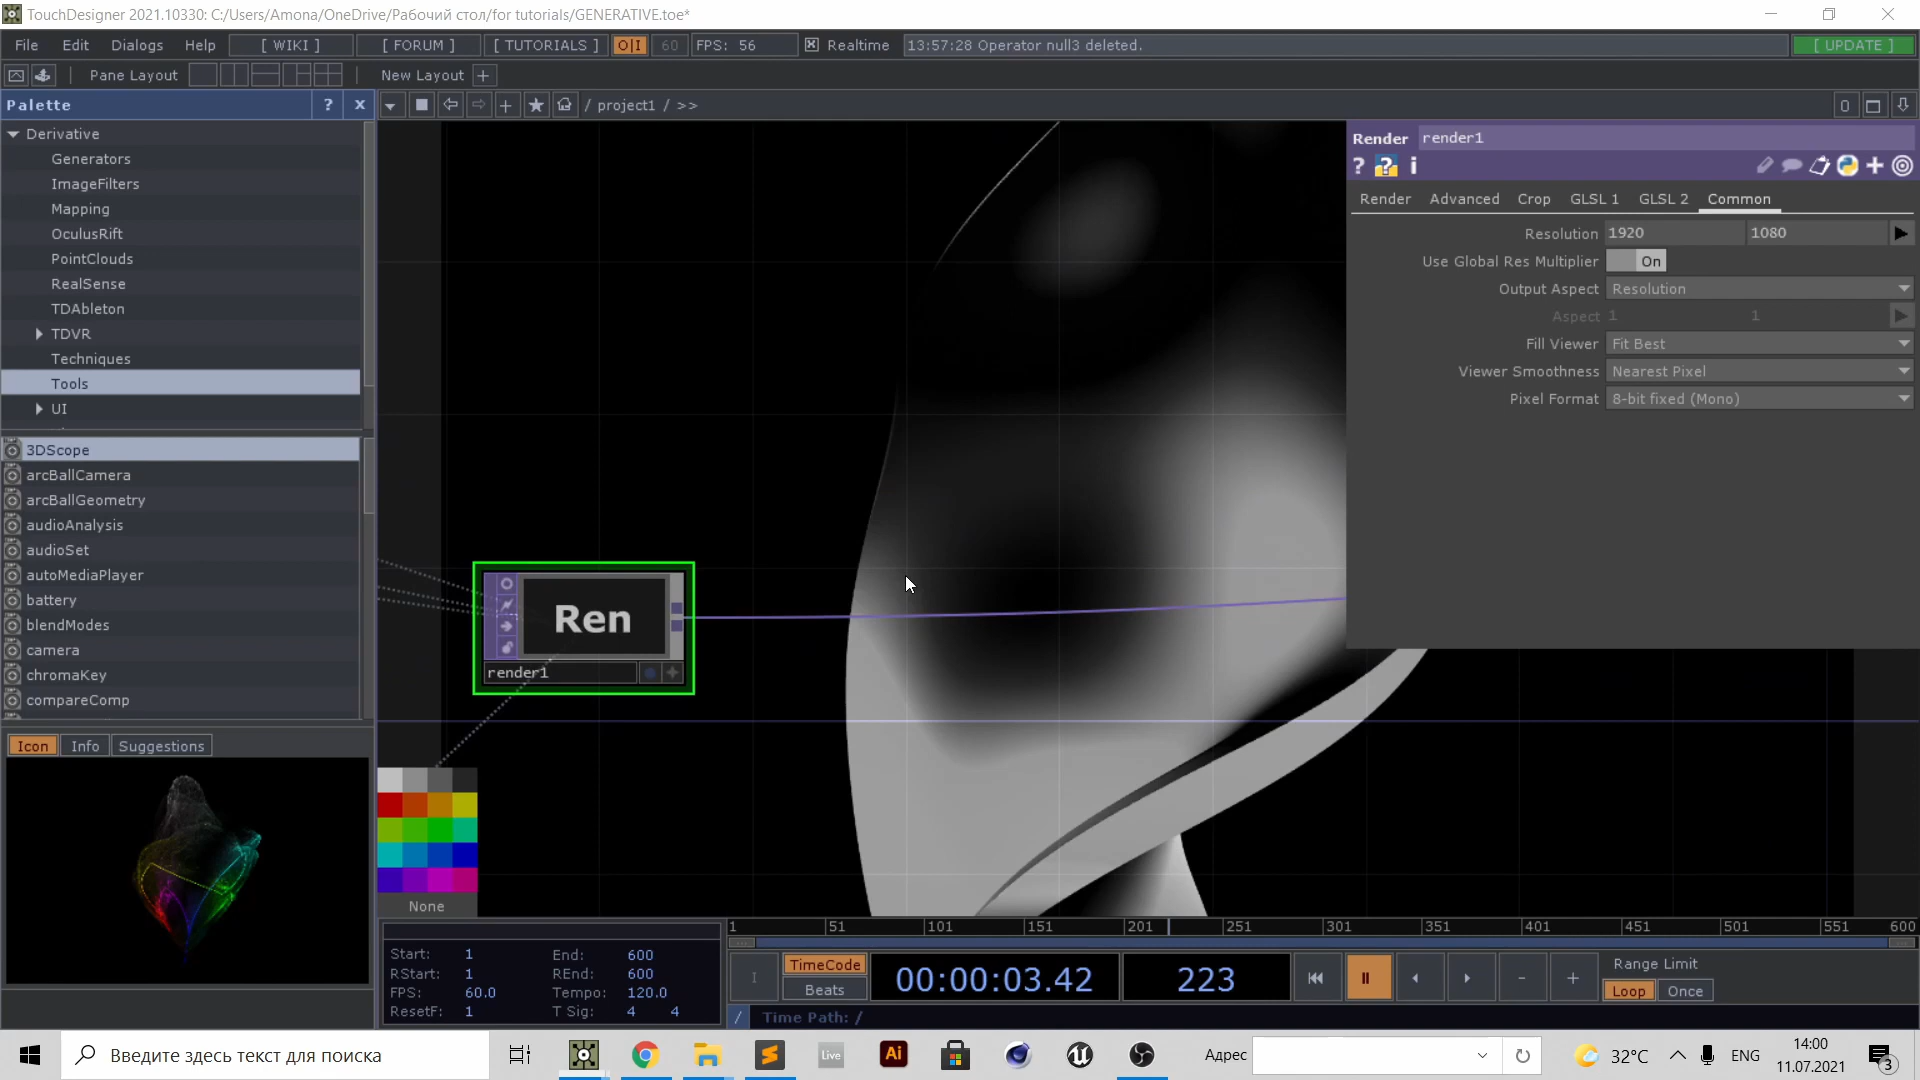 TouchDesigner 2021.10330: C:/Users/Amona/OneDrive/Рабочий стол/for tutorials/GENERATIVE.toe*
File Edit Dialogs Help [ WIKI ] [ FORUM ] [ TUTORIALS ] O|I 60 FPS: 56 Realtime 13:57:28 Operator null3 deleted. [ UPDATE ]
Pane Layout New Layout +
Palette ? x / project1 / >> 0
Derivative
Generators
ImageFilters
Mapping
OculusRift
PointClouds
RealSense
TDAbleton
TDVR
Techniques
Tools
UI
3DScope
arcBallCamera
arcBallGeometry
audioAnalysis
audioSet
autoMediaPlayer
battery
blendModes
camera
chromaKey
compareComp
Icon Info Suggestions
Ren
render1
None
Render render1
? ? i
Render Advanced Crop GLSL 1 GLSL 2 Common
Resolution 1920 1080
Use Global Res Multiplier On
Output Aspect Resolution
Aspect 1 1
Fill Viewer Fit Best
Viewer Smoothness Nearest Pixel
Pixel Format 8-bit fixed (Mono)
1 51 101 151 201 251 301 351 401 451 501 551 600
Start: 1 End: 600
RStart: 1 REnd: 600
FPS: 60.0 Tempo: 120.0
ResetF: 1 T Sig: 4 4
I TimeCode Beats 00:00:03.42 223 - + Range Limit
Loop Once
/ Time Path: /
Введите здесь текст для поиска Live Ai Адрес 32°C ENG 14:00
11.07.2021 3